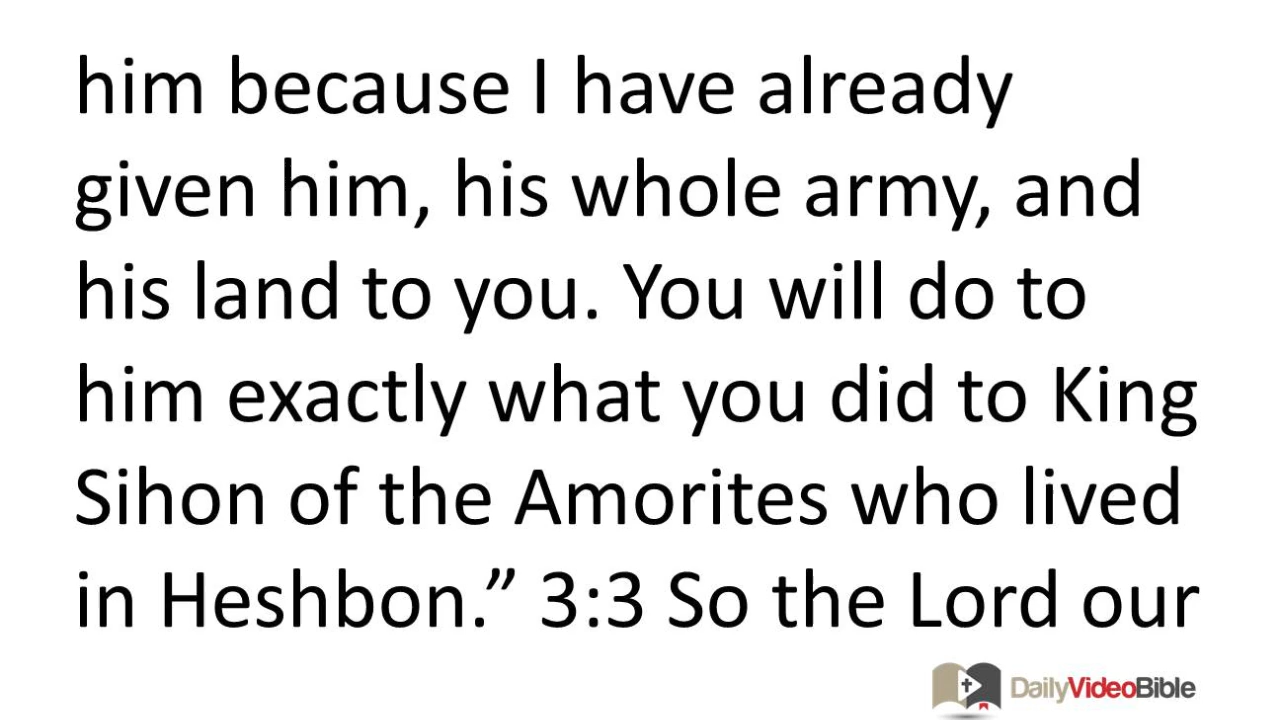 him because I have already
given him, his whole army, and
his land to you. You will do to
him exactly what you did to King
Sihon of the Amorites who lived
in Heshbon.” 3:3 So the Lord our
DailyVideoBible